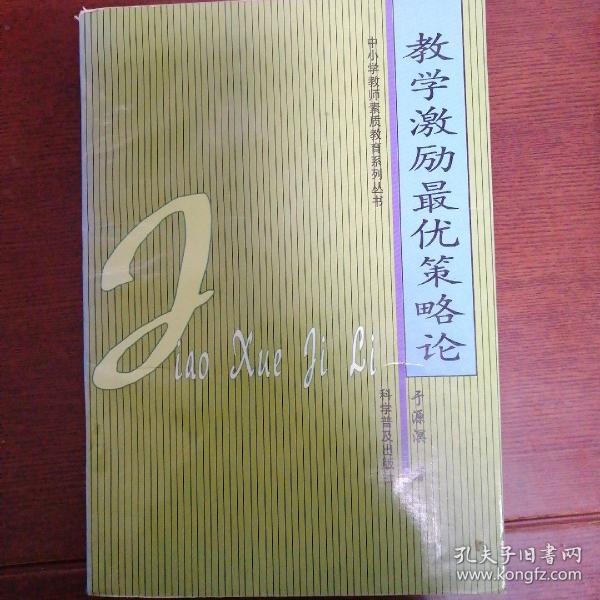 教学激励最优策略论
中小学教师素质教育系列丛书
Jiao Xue Ji Li
于源溟
科学普及出版
孔夫子旧书网
www.kongfz.com